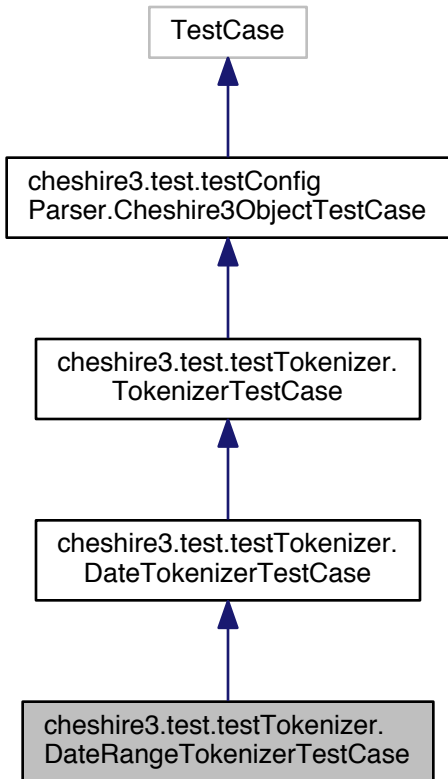 TestCase
cheshire3.test.testConfig
Parser.Cheshire3ObjectTestCase
cheshire3.test.testTokenizer.
TokenizerTestCase
cheshire3.test.testTokenizer.
DateTokenizerTestCase
cheshire3.test.testTokenizer.
DateRangeTokenizerTestCase